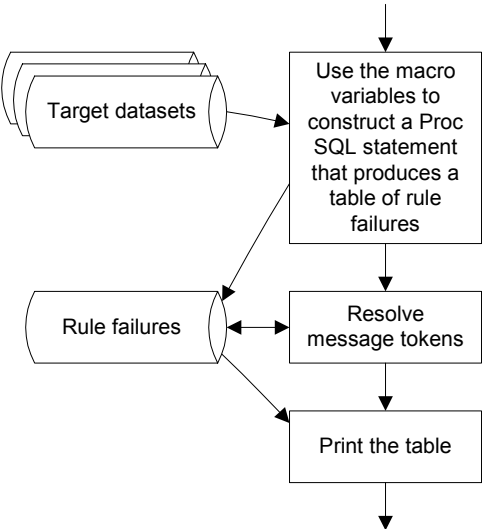 Target datasets
Use the macro
variables to
construct a Proc
SQL statement
that produces a
table of rule
failures
Rule failures
Resolve
message tokens
Print the table